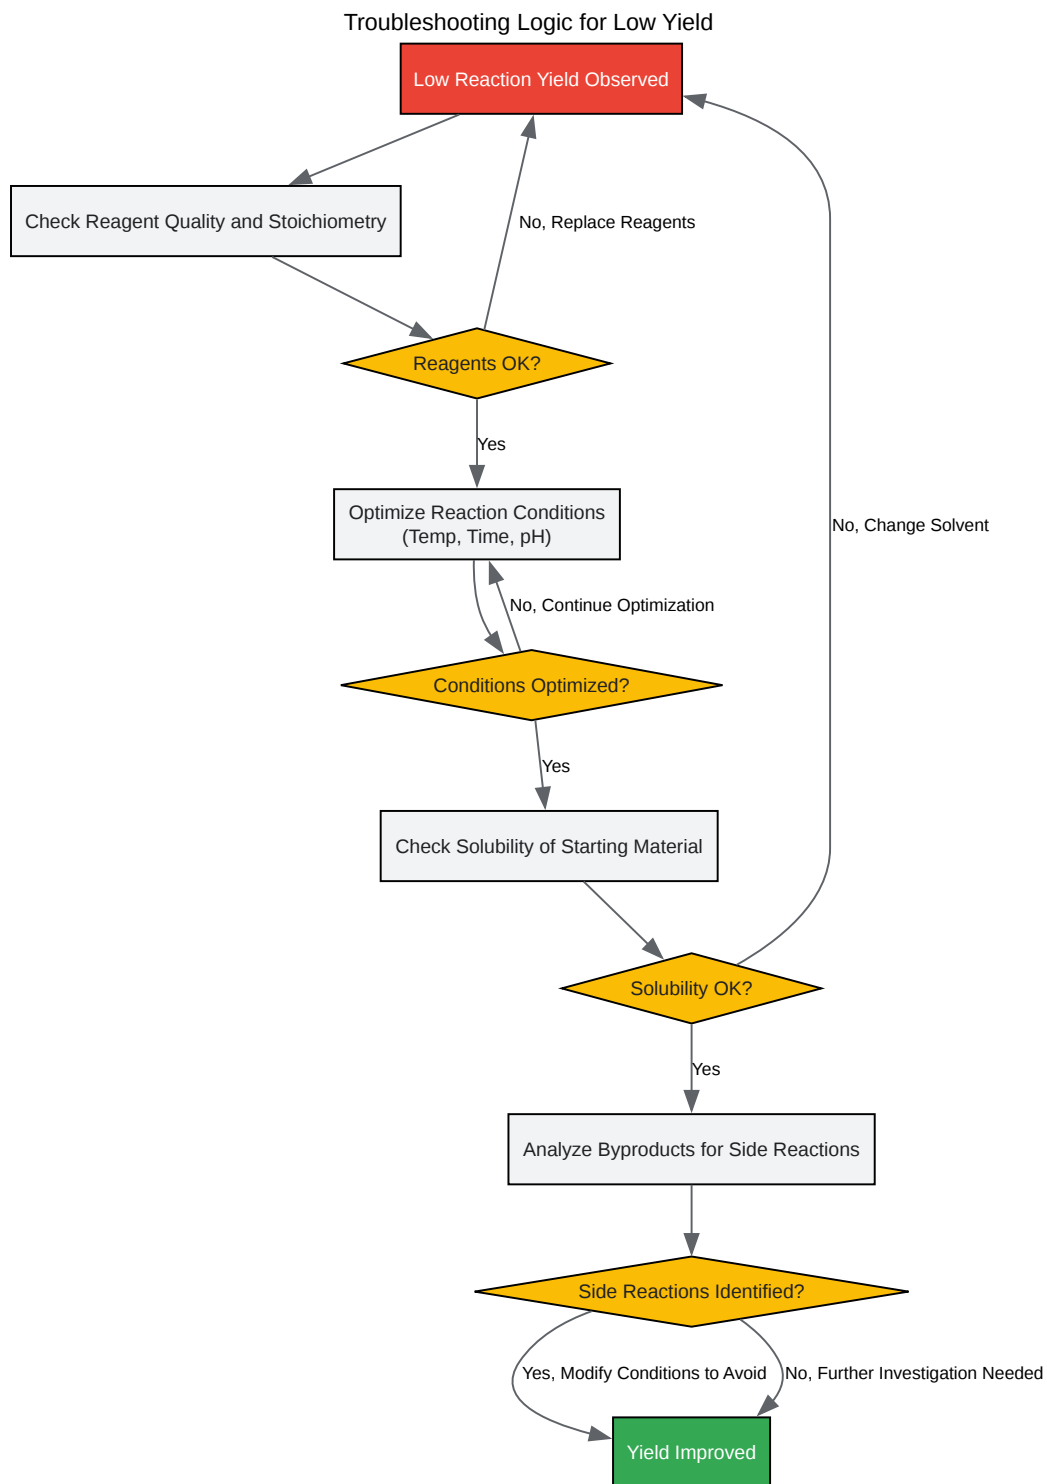 Troubleshooting Logic for Low Yield
Low Reaction Yield Observed
Check Reagent Quality and Stoichiometry
No, Replace Reagents
Reagents OK?
Yes
Optimize Reaction Conditions
(Temp, Time, pH)
No, Change Solvent
No, Continue Optimization
Conditions Optimized?
Yes
Check Solubility of Starting Material
Solubility OK?
Yes
Analyze Byproducts for Side Reactions
Side Reactions Identified?
Yes, Modify Conditions to Avoid
No, Further Investigation Needed
Yield Improved